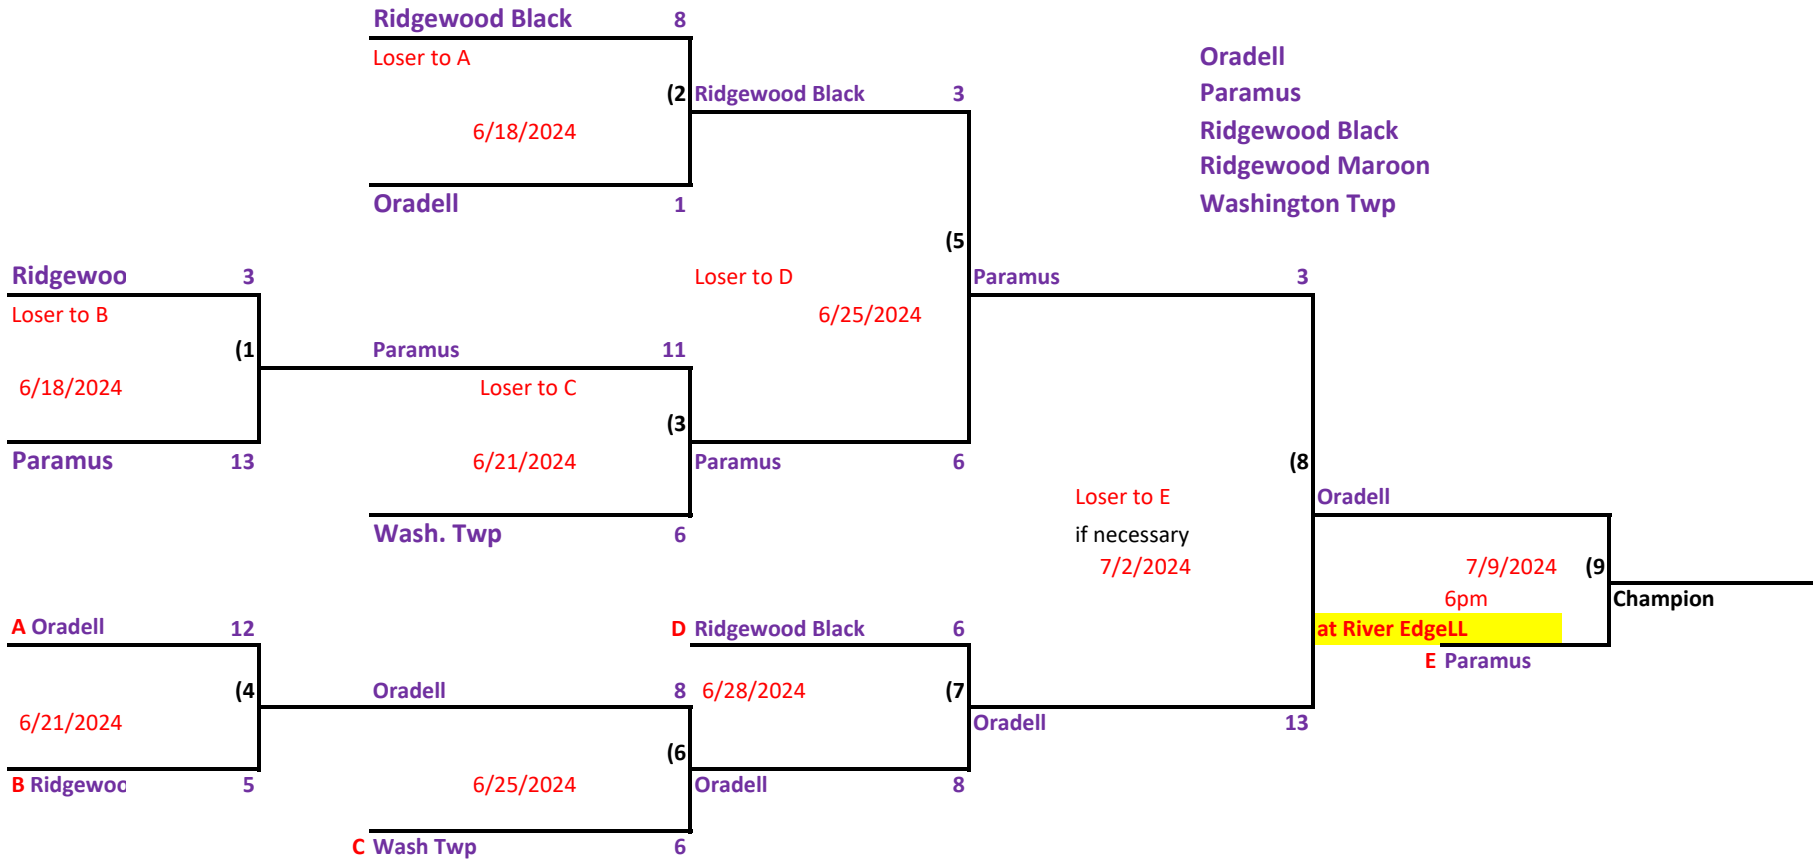 Ridgewood Black 8
Loser to A
Oradell
(2 Ridgewood Black 3
Paramus
6/18/2024
Ridgewood Black
Ridgewood Maroon
Oradell 1
Washington Twp
(5
Ridgewoo 3
Loser to D
Paramus 3
Loser to B
6/25/2024
(1
Paramus 11
6/18/2024
Loser to C
(3
Paramus 13
6/21/2024
Paramus 6
(8
Loser to E
Oradell
Wash. Twp 6
if necessary
7/2/2024
7/9/2024 (9
6pm
Champion
A Oradell 12
D Ridgewood Black 6
at River EdgeLL
E Paramus
(4
Oradell 8
6/28/2024 (7
6/21/2024
Oradell 13
(6
B Ridgewoo 5
6/25/2024
Oradell 8
C Wash Twp 6